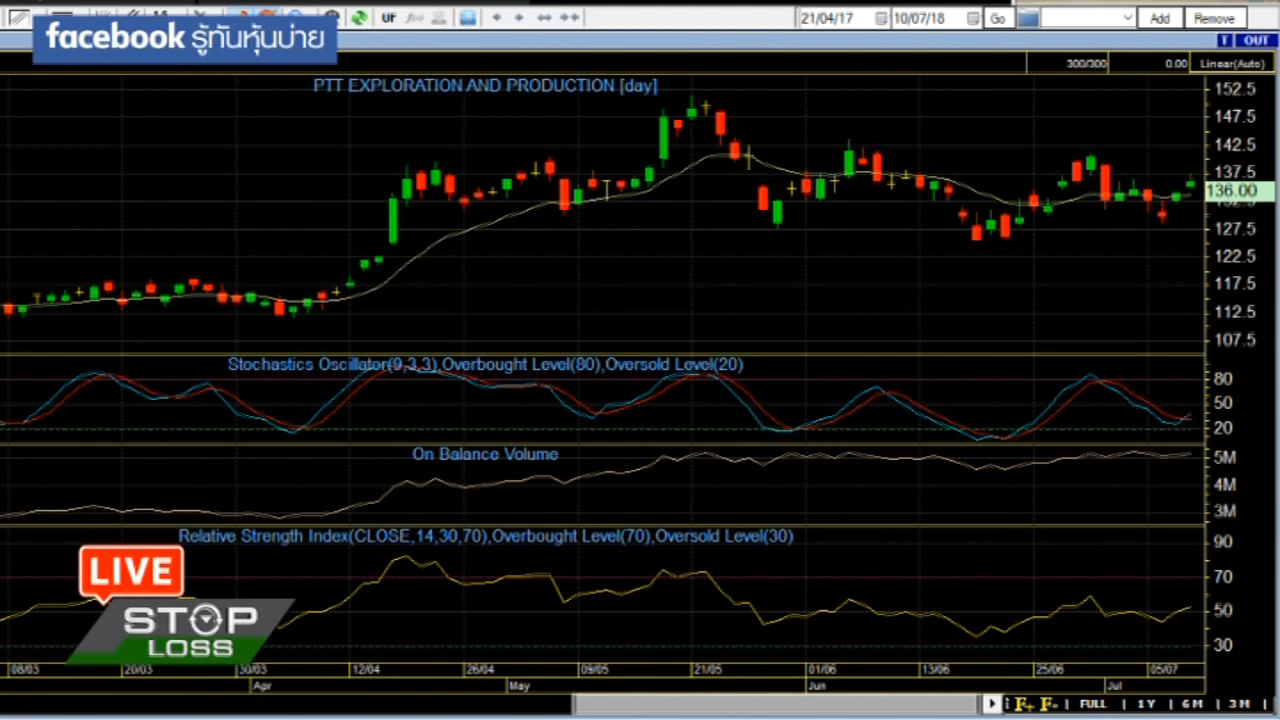 UF
21/04/17
10/07/18
Go
Add
Remove
facebook รู้ทันหุ้นบ่าย
T
OUT
300/300
0.00
Linear(Auto)
PTT EXPLORATION AND PRODUCTION [day]
152.5
147.5
142.5
137.5
136.00
127.5
122.5
117.5
112.5
107.5
Stochastics Oscillator(9,3,3),Overbought Level(80),Oversold Level(20)
80
50
20
On Balance Volume
5M
4M
3M
Relative Strength Index(CLOSE,14,30,70),Overbought Level(70),Oversold Level(30)
90
70
50
30
LIVE
STOP
LOSS
08/03 20/03 30/03 12/04 26/04 09/05 21/05 01/06 13/06 25/06 05/07
Apr May Jun Jul
F+ F- | FULL | 1Y | 6M | 3M |